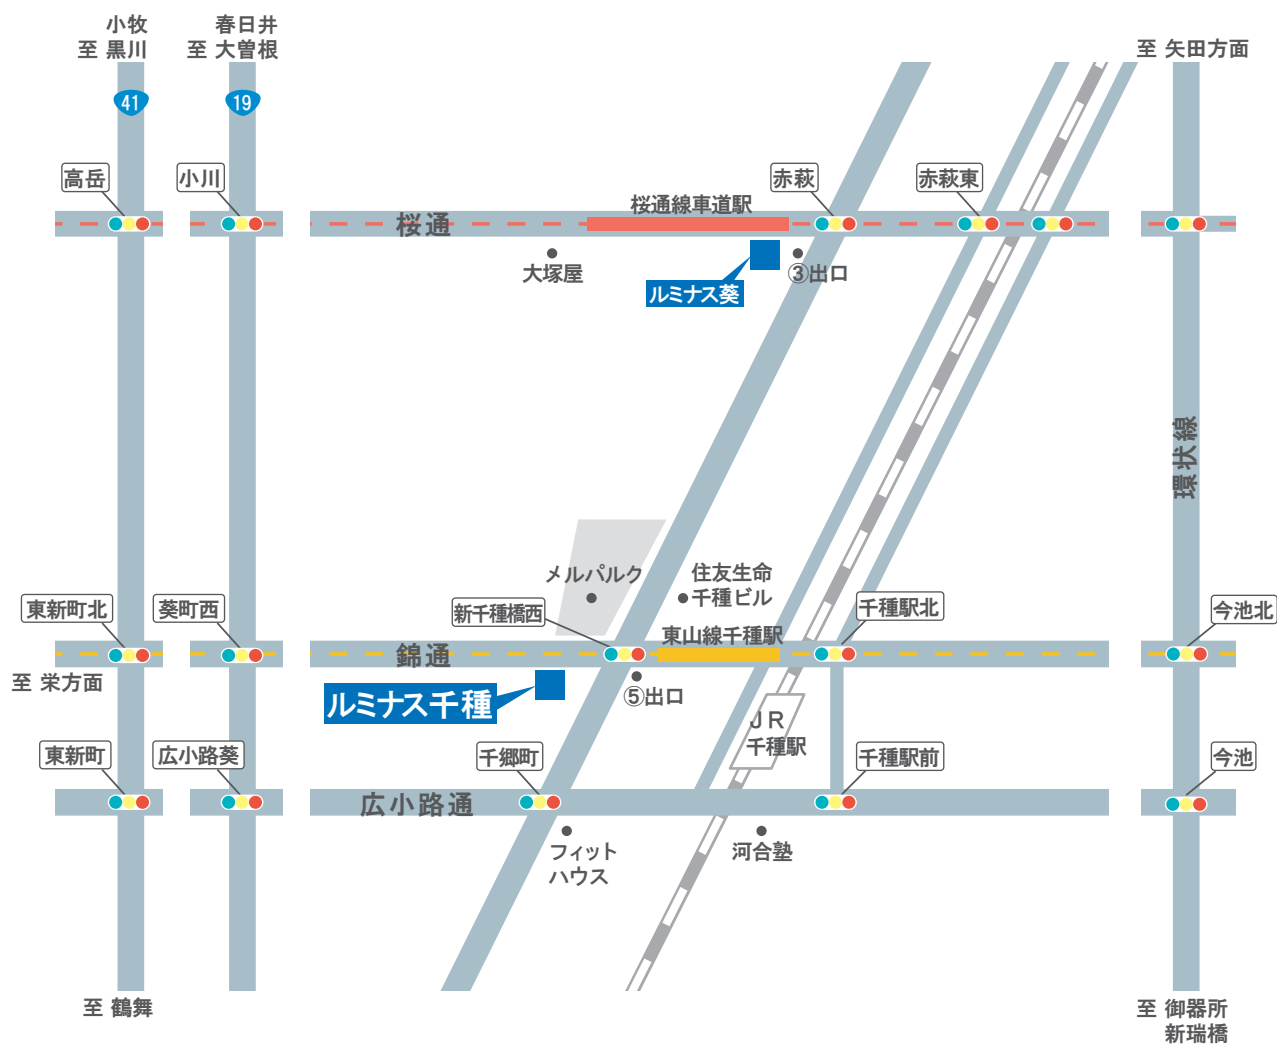 小牧
至 黒川
春日井
至 大曽根
至 矢田方面
41
19
高岳
小川
赤萩
赤萩東
桜通線車道駅
桜通
大塚屋
③出口
ルミナス葵
環状線
メルパルク
住友生命
千種ビル
東新町北
葵町西
新千種橋西
千種駅北
今池北
東山線千種駅
錦通
至 栄方面
ルミナス千種
⑤出口
JR
千種駅
東新町
広小路葵
千郷町
千種駅前
今池
広小路通
フィット
ハウス
河合塾
至 鶴舞
至 御器所
新瑞橋